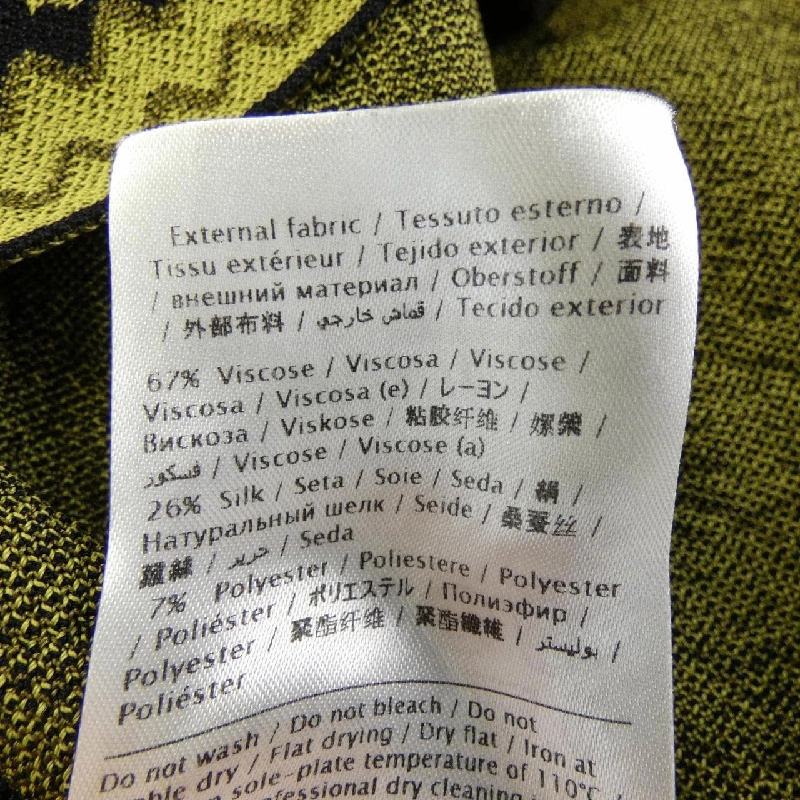 External fabric / Tessuto esterno /
Tissu extérieur / Tejido exterior / 表地
/ внешний материал / Oberstoff / 面料
/ 外部布料 / قماش خارجي / Tecido exterior
67% Viscose / Viscosa / Viscose /
Viscosa / Viscosa (e) / レーヨン /
Вискоза / Viskose / 粘胶纤维 / 嫘縈 /
فسكوز / Viscose / Viscose (a)
26% Silk / Seta / Soie / Seda / 絹 /
Натуральный шелк / Seide / 桑蚕丝 /
蠶絲 / حرير / Seda
7% Polyester / Poliestere / Polyester
/ Poliéster / ポリエステル / Полиэфир /
Polyester / 聚酯纤维 / 聚酯纖維 / بوليستر /
Poliéster
Do not wash / Do not bleach / Do not
dry / Flat drying / Dry flat / Iron at
sole-plate temperature of 110°C
dry cleaning